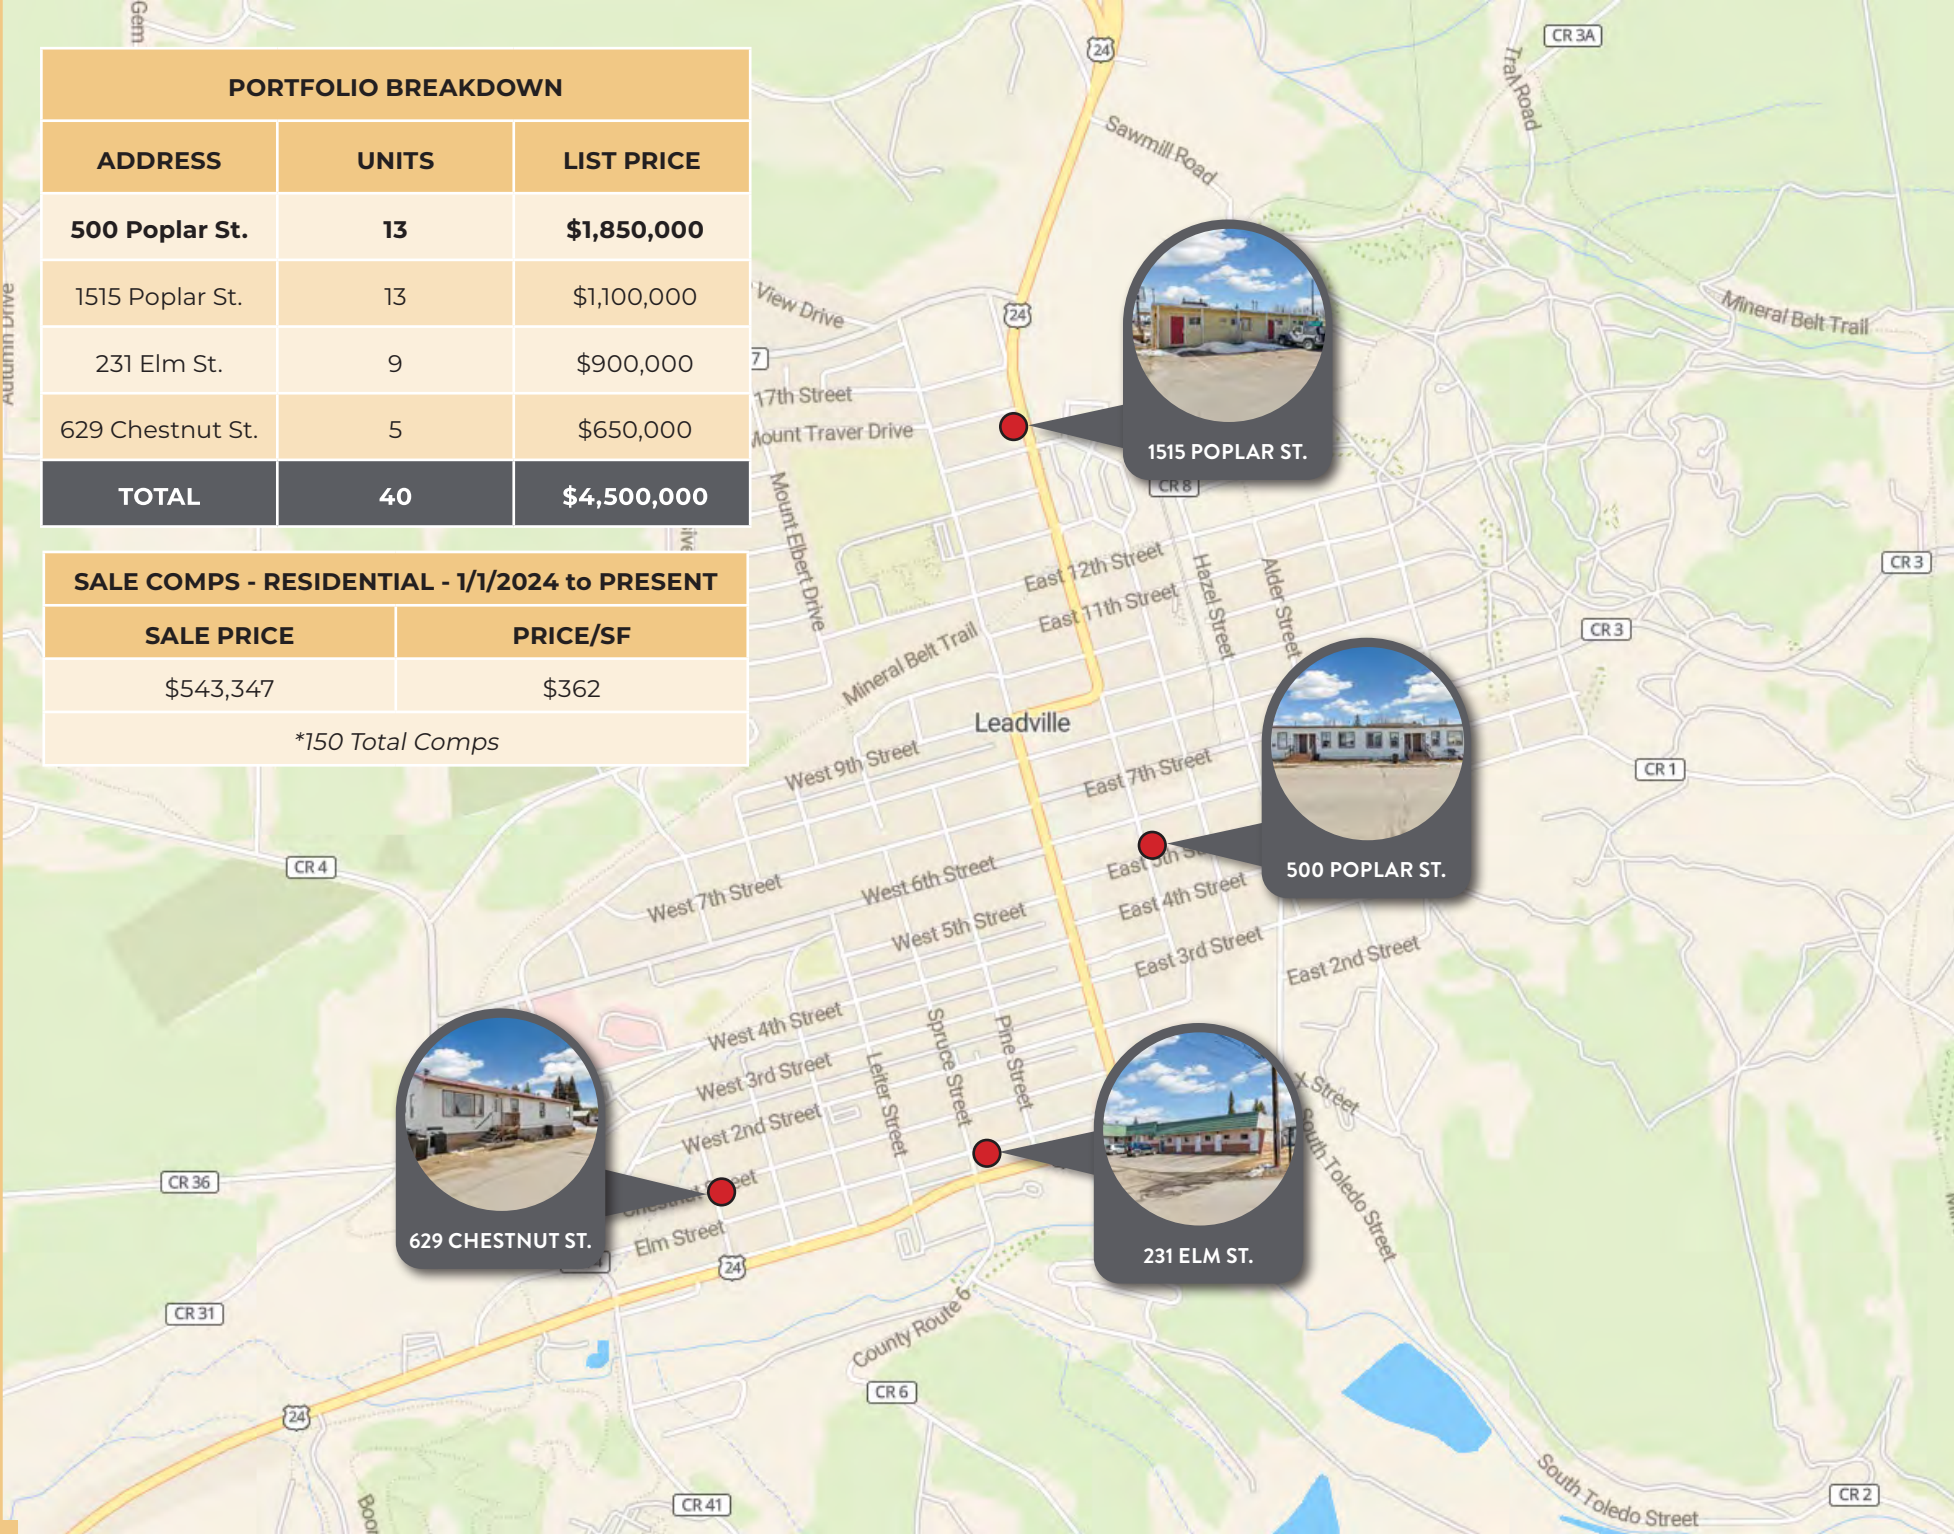 PORTFOLIO BREAKDOWN
ADDRESS UNITS LIST PRICE
500 Poplar St. 13 $1,850,000
1515 Poplar St. 13 $1,100,000
231 Elm St. 9 $900,000
629 Chestnut St. 5 $650,000
TOTAL 40 $4,500,000
SALE COMPS - RESIDENTIAL - 1/1/2024 to PRESENT
SALE PRICE PRICE/SF
$543,347 $362
*150 Total Comps
Gem
24
CR 3A
Trail Road
Sawmill Road
Autumn Drive
View Drive
24
Mineral Belt Trail
7
17th Street
Mount Traver Drive
1515 POPLAR ST.
CR 8
Mount Elbert Drive
East 12th Street
East 11th Street
Hazel Street
Alder Street
CR 3
CR 3
Mineral Belt Trail
Leadville
West 9th Street
East 7th Street
CR 1
CR 4
West 7th Street
West 6th Street
West 5th Street
East 5th
East 4th Street
East 3rd Street
East 2nd Street
500 POPLAR ST.
West 4th Street
West 3rd Street
West 2nd Street
Leiter Street
Spruce Street
Pine Street
Street
South Toledo Street
CR 36
Elm Street
629 CHESTNUT ST.
231 ELM ST.
24
CR 31
County Route 6
CR 6
24
CR 41
South Toledo Street
CR 2